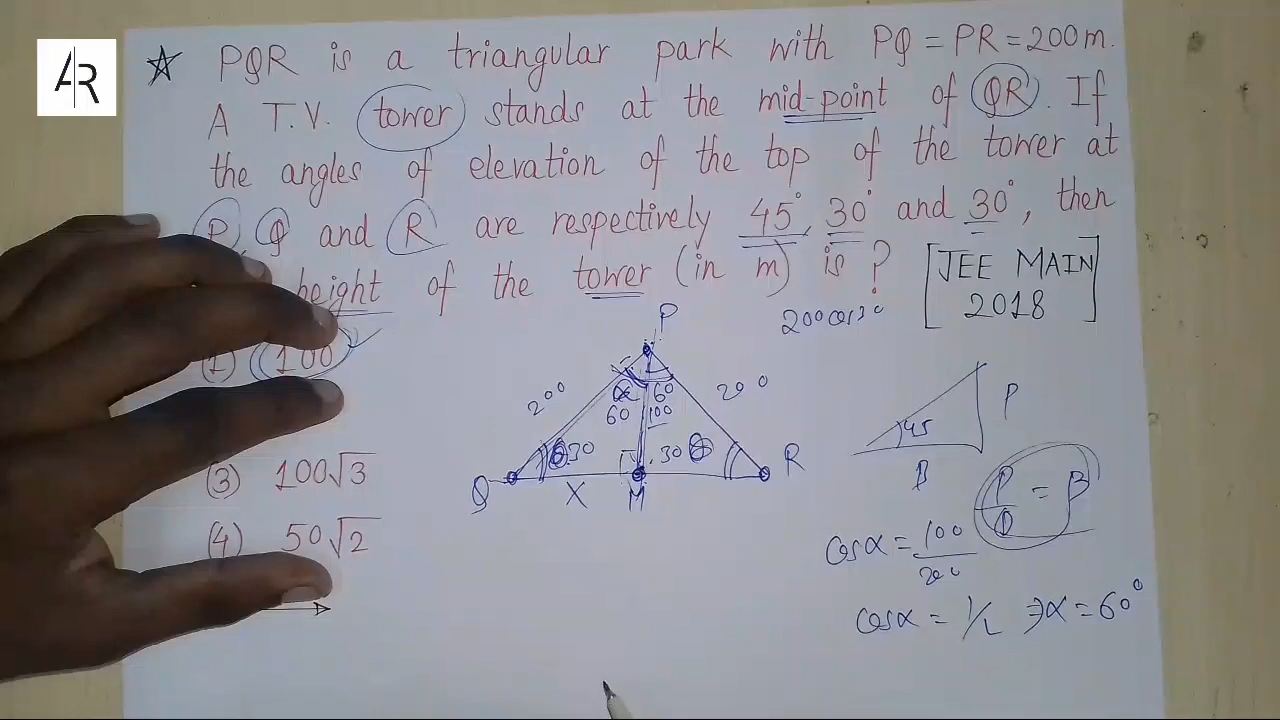 AR
PQR is a triangular park with PQ = PR = 200m.
A T.V. tower stands at the mid-point of QR. If
the angles of elevation of the top of the tower at
P, Q and R are respectively 45°, 30° and 30°, then
height of the tower (in m) is ?
[JEE MAIN
2018]
(1) 100
(3) 100√3
(4) 50√2
P
200
200
α 60
60 100
30
30
Q
X
M
R
45
P
B
P = B
cosα = 100
200
cosα = 1/2 ⇒ α = 60°